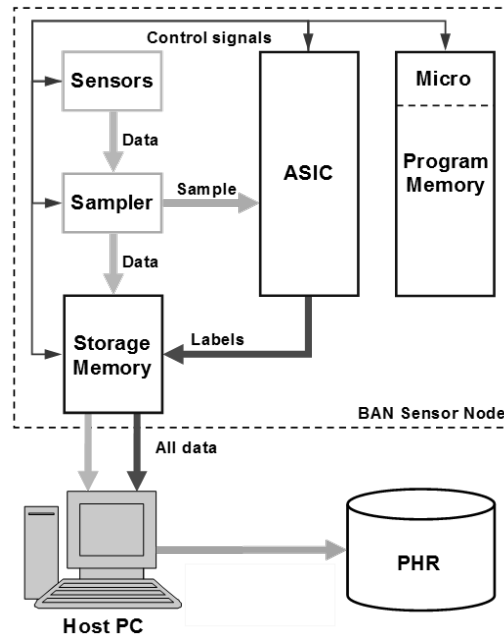 Control signals
Sensors
Micro
Data
ASIC
Program
Memory
Sampler
Sample
Data
Storage
Memory
Labels
BAN Sensor Node
All data
PHR
Host PC